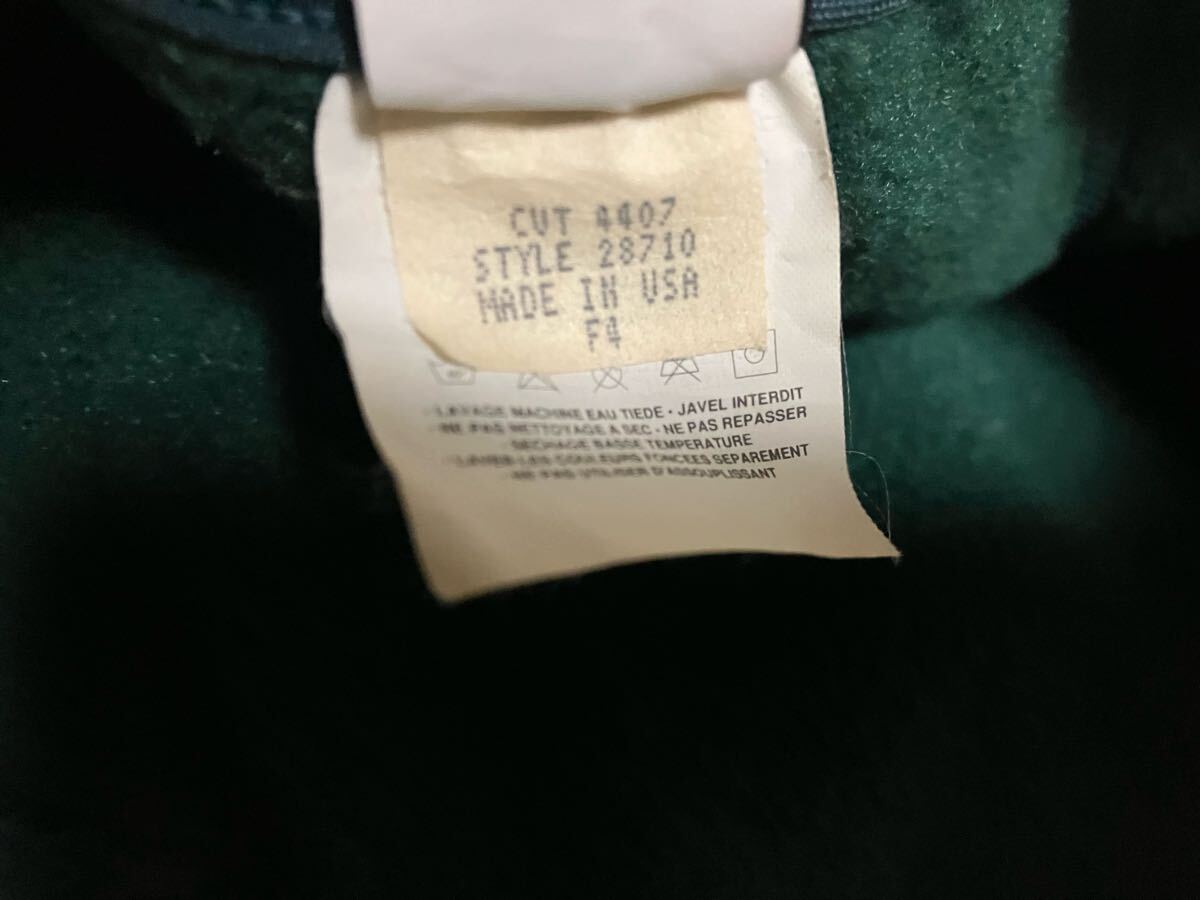 CUT 4407
STYLE 28710
MADE IN USA
F4
· LAVAGE MACHINE EAU TIEDE · JAVEL INTERDIT
· NE PAS NETTOYAGE A SEC · NE PAS REPASSER
SECHAGE BASSE TEMPERATURE
· LAVER LES COULEURS FONCEES SEPAREMENT
· NE PAS UTILISER D'ASSOUPLISSANT